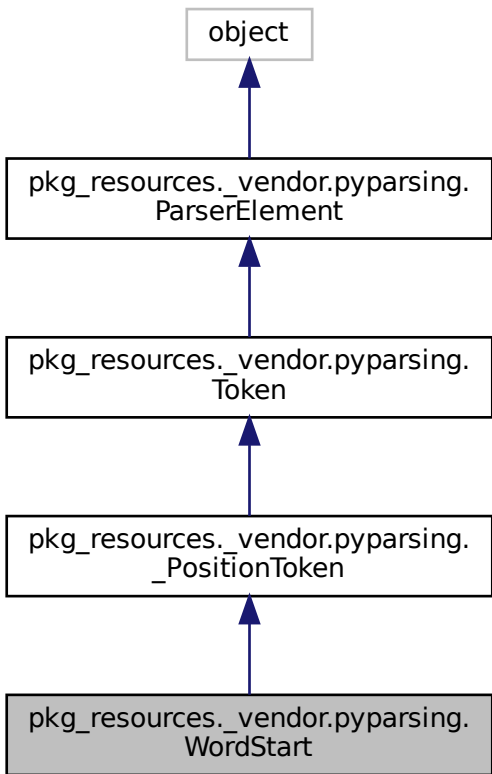 object
pkg_resources._vendor.pyparsing.
ParserElement
pkg_resources._vendor.pyparsing.
Token
pkg_resources._vendor.pyparsing.
_PositionToken
pkg_resources._vendor.pyparsing.
WordStart